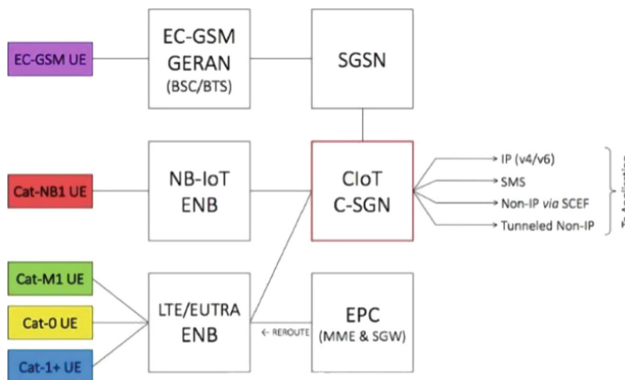 EC-GSM UE
EC-GSM
GERAN
(BSC/BTS)
SGSN
Cat-NB1 UE
NB-IoT
ENB
CIoT
C-SGN
IP (v4/v6)
SMS
Non-IP via SCEF
Tunneled Non-IP
To Application
Cat-M1 UE
Cat-0 UE
Cat-1+ UE
LTE/EUTRA
ENB
← REROUTE
EPC
(MME & SGW)